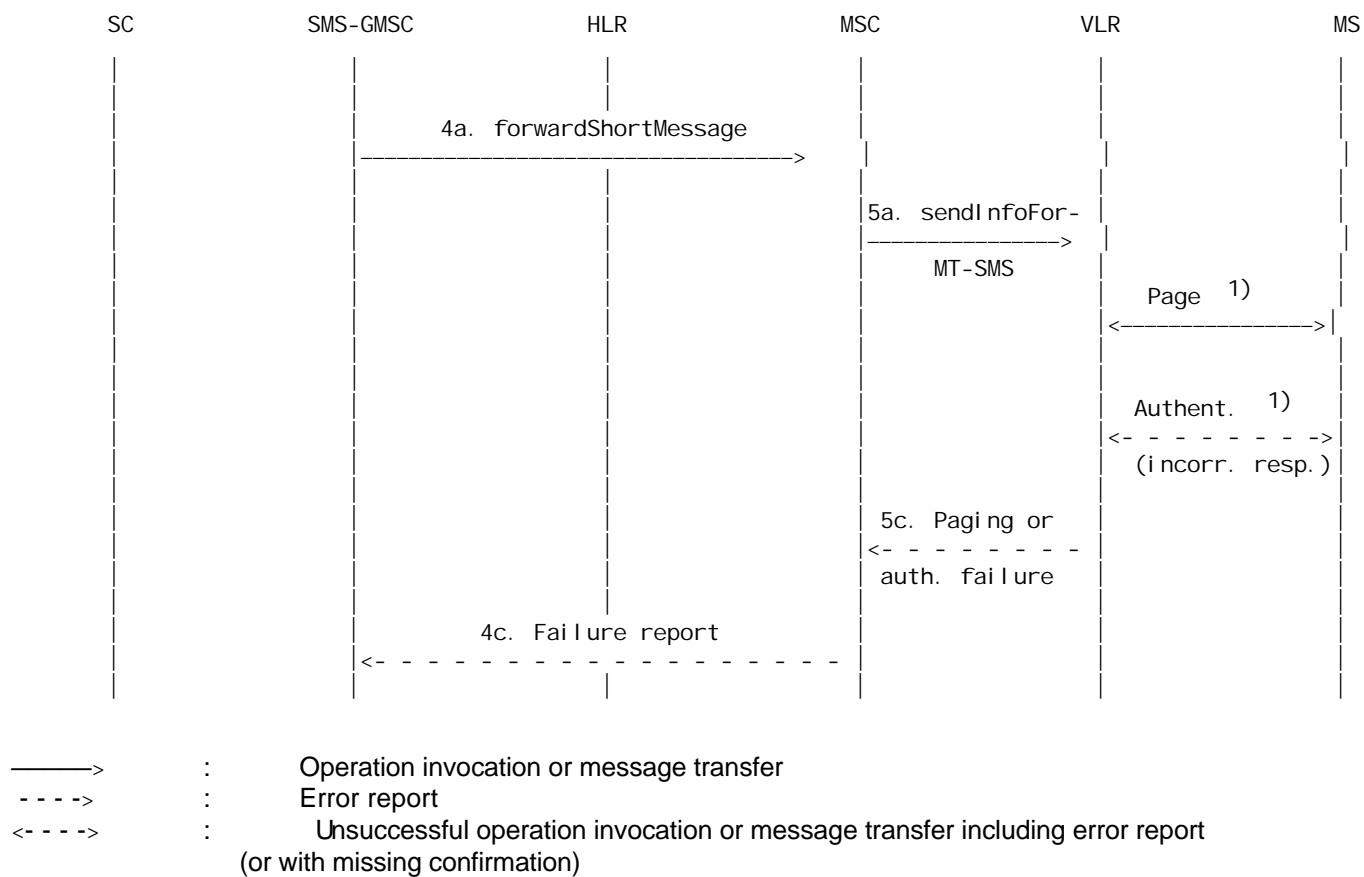 SC SMS-GMSC HLR MSC VLR MS
4a. forwardShortMessage
5a. sendInfoFor-
MT-SMS
Page 1)
Authent. 1)
(incorr. resp.)
5c. Paging or
auth. failure
4c. Failure report
: Operation invocation or message transfer
: Error report
: Unsuccessful operation invocation or message transfer including error report
(or with missing confirmation)